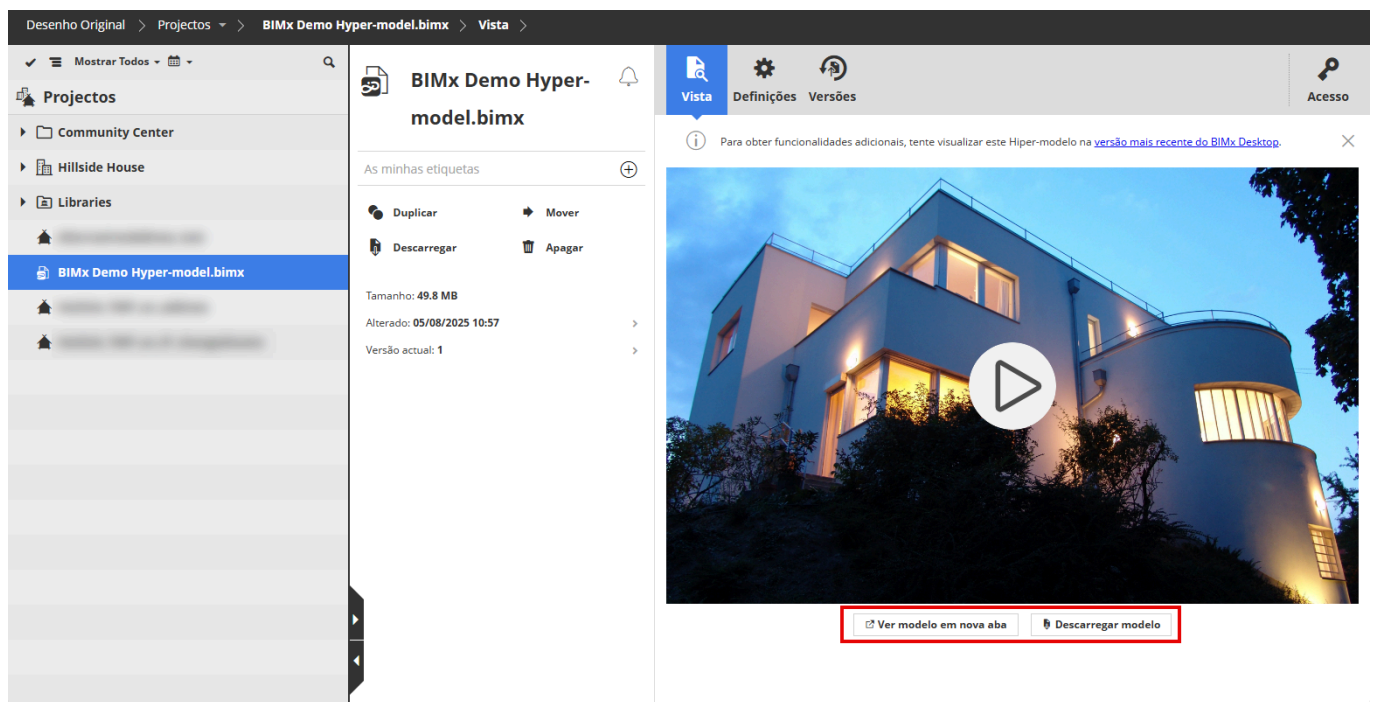 Desenho Original > Projectos > BIMx Demo Hyper-model.bimx > Vista >
Mostrar Todos
Projectos
Community Center
Hillside House
Libraries
BIMx Demo Hyper-model.bimx
BIMx Demo Hyper-
model.bimx
As minhas etiquetas
Duplicar
Mover
Descarregar
Apagar
Tamanho: 49.8 MB
Alterado: 05/08/2025 10:57
Versão actual: 1
Vista
Definições
Versões
Acesso
Para obter funcionalidades adicionais, tente visualizar este Hiper-modelo na versão mais recente do BIMx Desktop.
Ver modelo em nova aba
Descarregar modelo